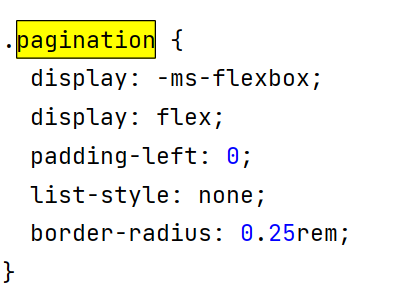 .pagination {
  display: -ms-flexbox;
  display: flex;
  padding-left: 0;
  list-style: none;
  border-radius: 0.25rem;
}